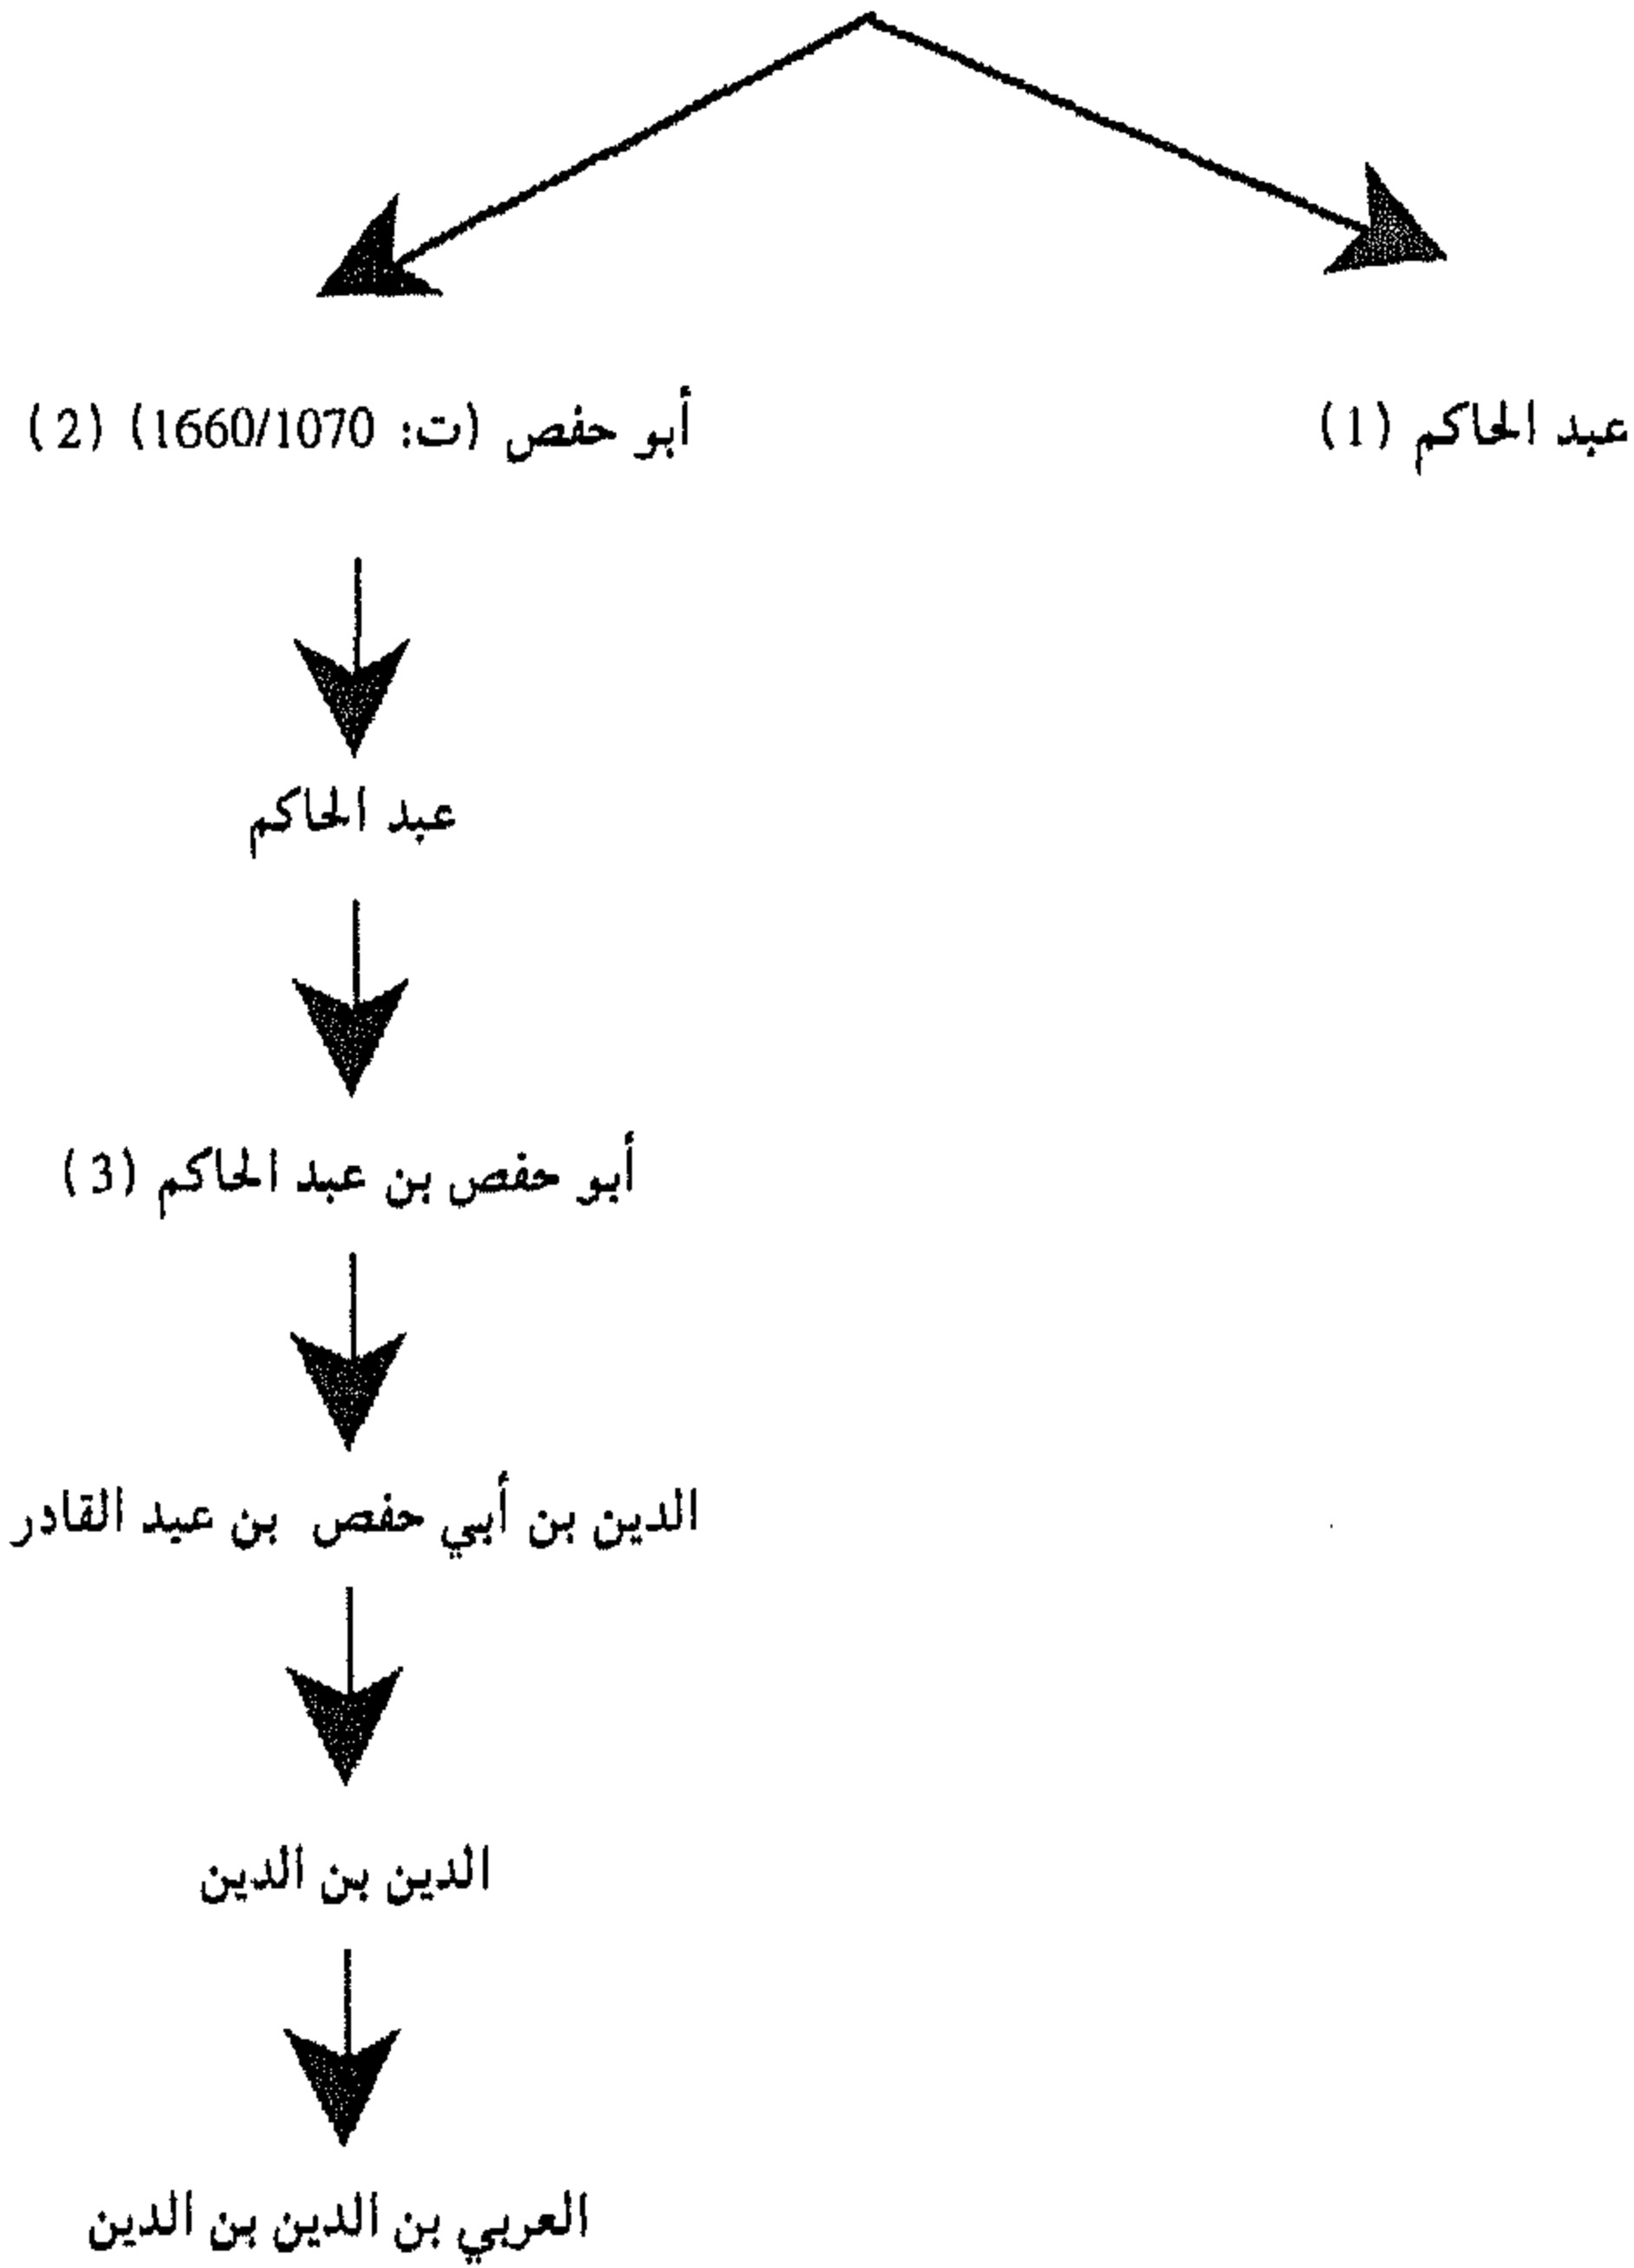 عبد الحاكم (1)
أبو حفص (ت: 1660/1070) (2)
عبد الحاكم
أبو حفص بن عبد الحاكم (3)
الدين بن أبي حفص بن عبد القادر
الدين بن الدين
العربي بن الدين بن الدين